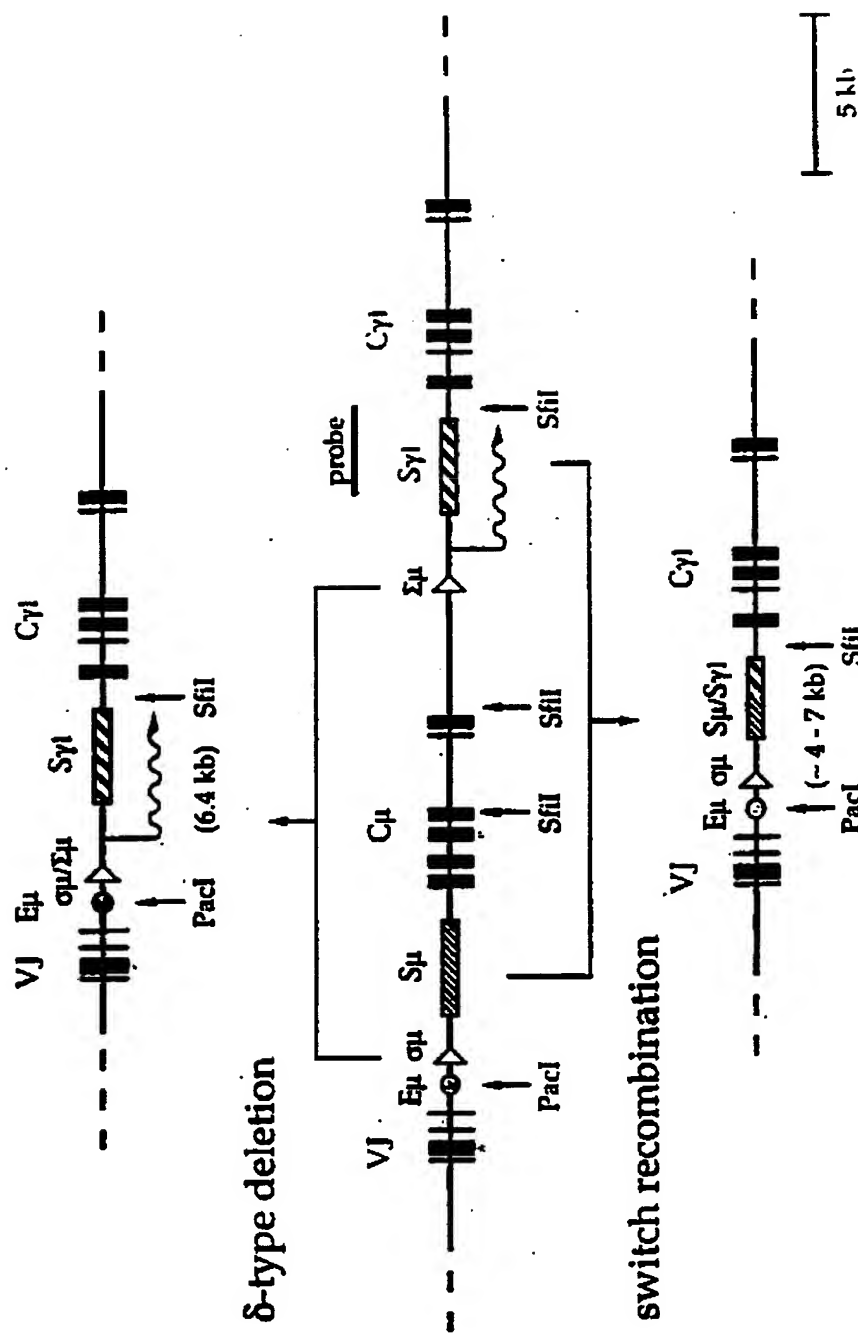 VJ Eμ σμ/Σμ Sγ1 Cγ1
PacI (6.4 kb) SfiI
δ-type deletion
probe
VJ Eμ σμ Sμ Cμ Σμ Sγ1 Cγ1
PacI SfiI SfiI SfiI
switch recombination
VJ Eμ σμ Sμ/Sγ1 Cγ1
PacI (~ 4 - 7 kb) SfiI
5 kb